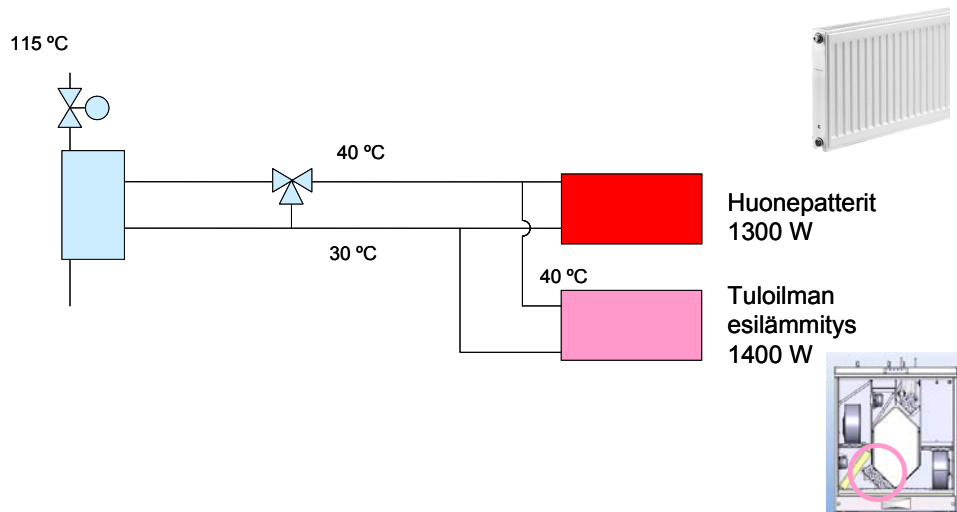 115 ºC
40 ºC
Huonepatterit
1300 W
30 ºC
40 ºC
Tuloilman
esilämmitys
1400 W